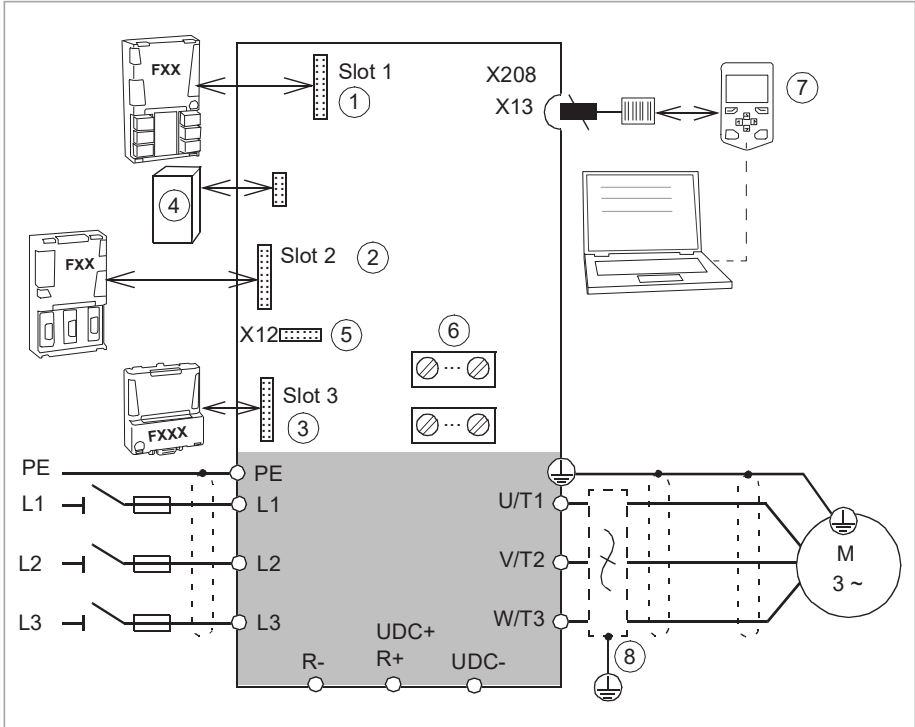 FXX
Slot 1
1
X208
X13
7
4
FXX
Slot 2
2
X12
5
6
Slot 3
3
FXXX
PE
PE
L1
L1
U/T1
L2
L2
V/T2
M
3 ~
L3
L3
W/T3
UDC+
R-
R+
UDC-
8